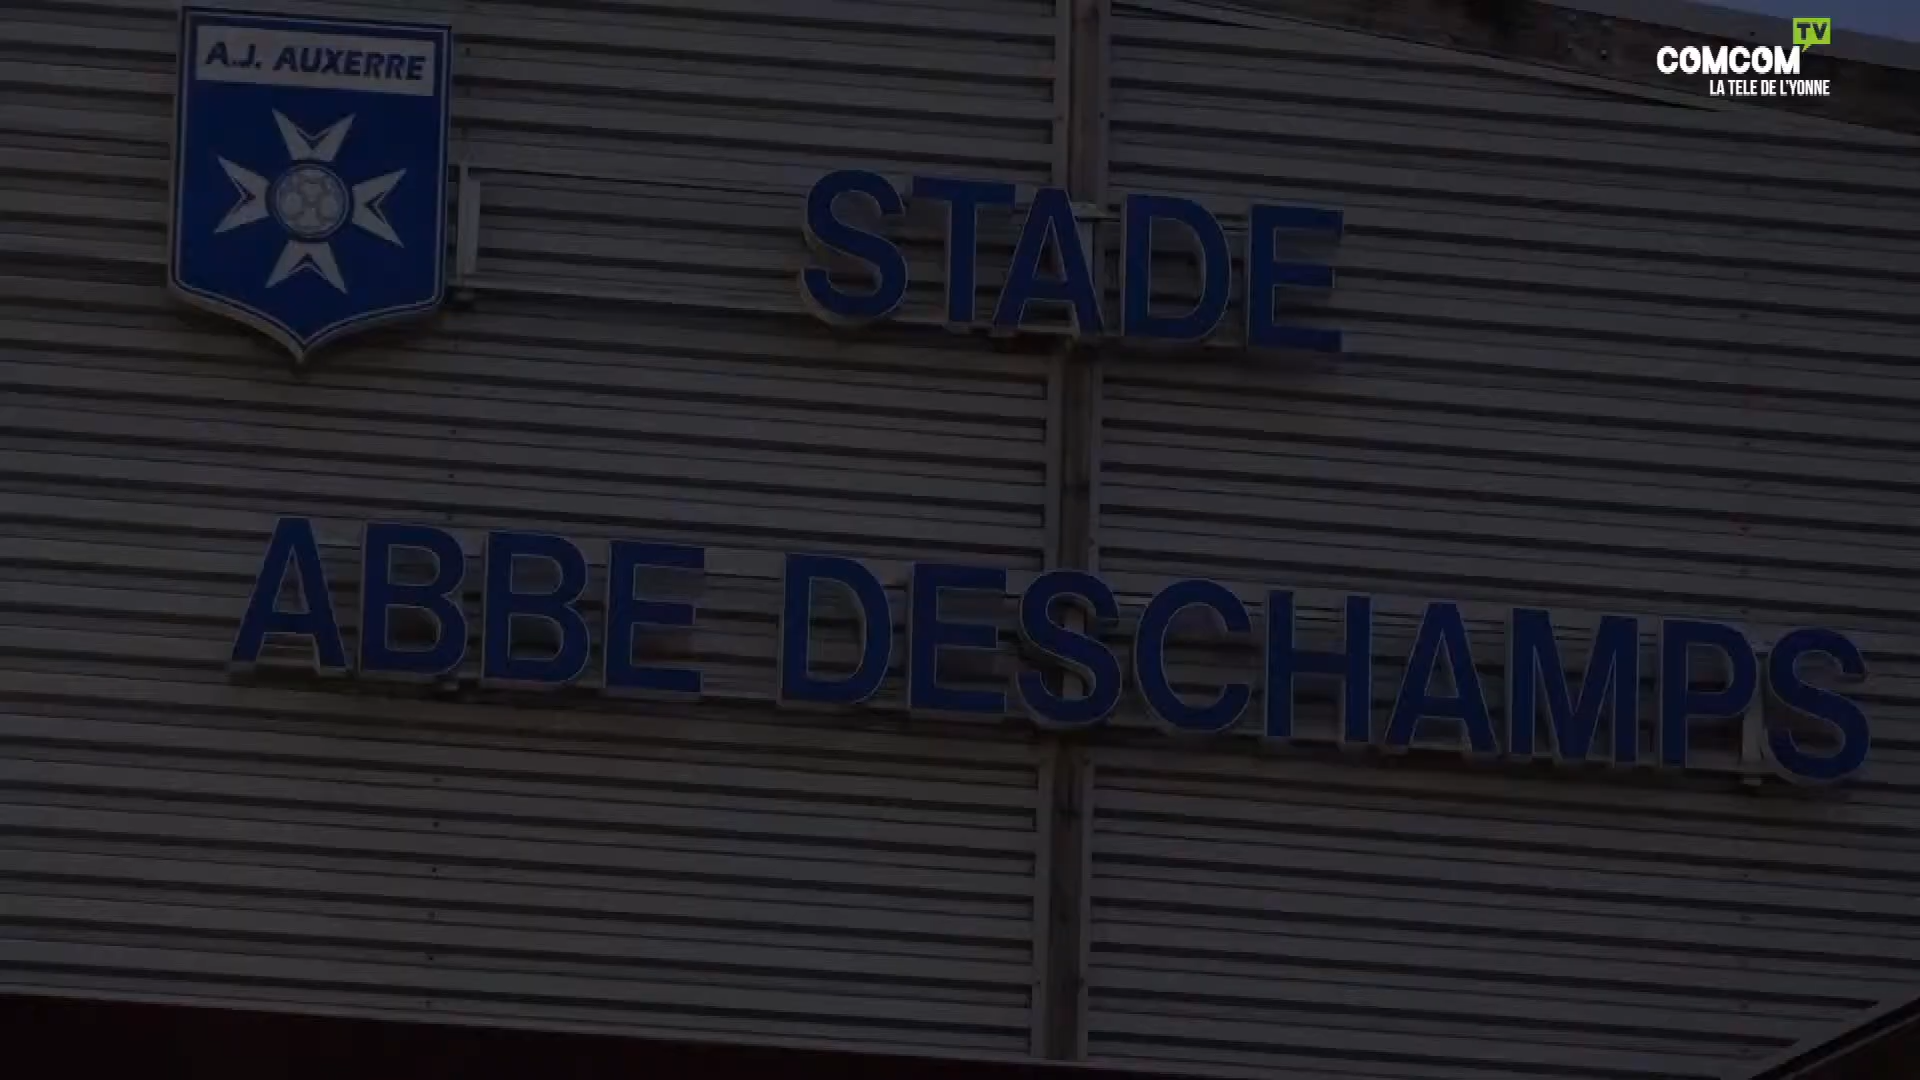 A.J. AUXERRE
TV
COMCOM
LA TELE DE L'YONNE
STADE
ABBE DESCHAMPS